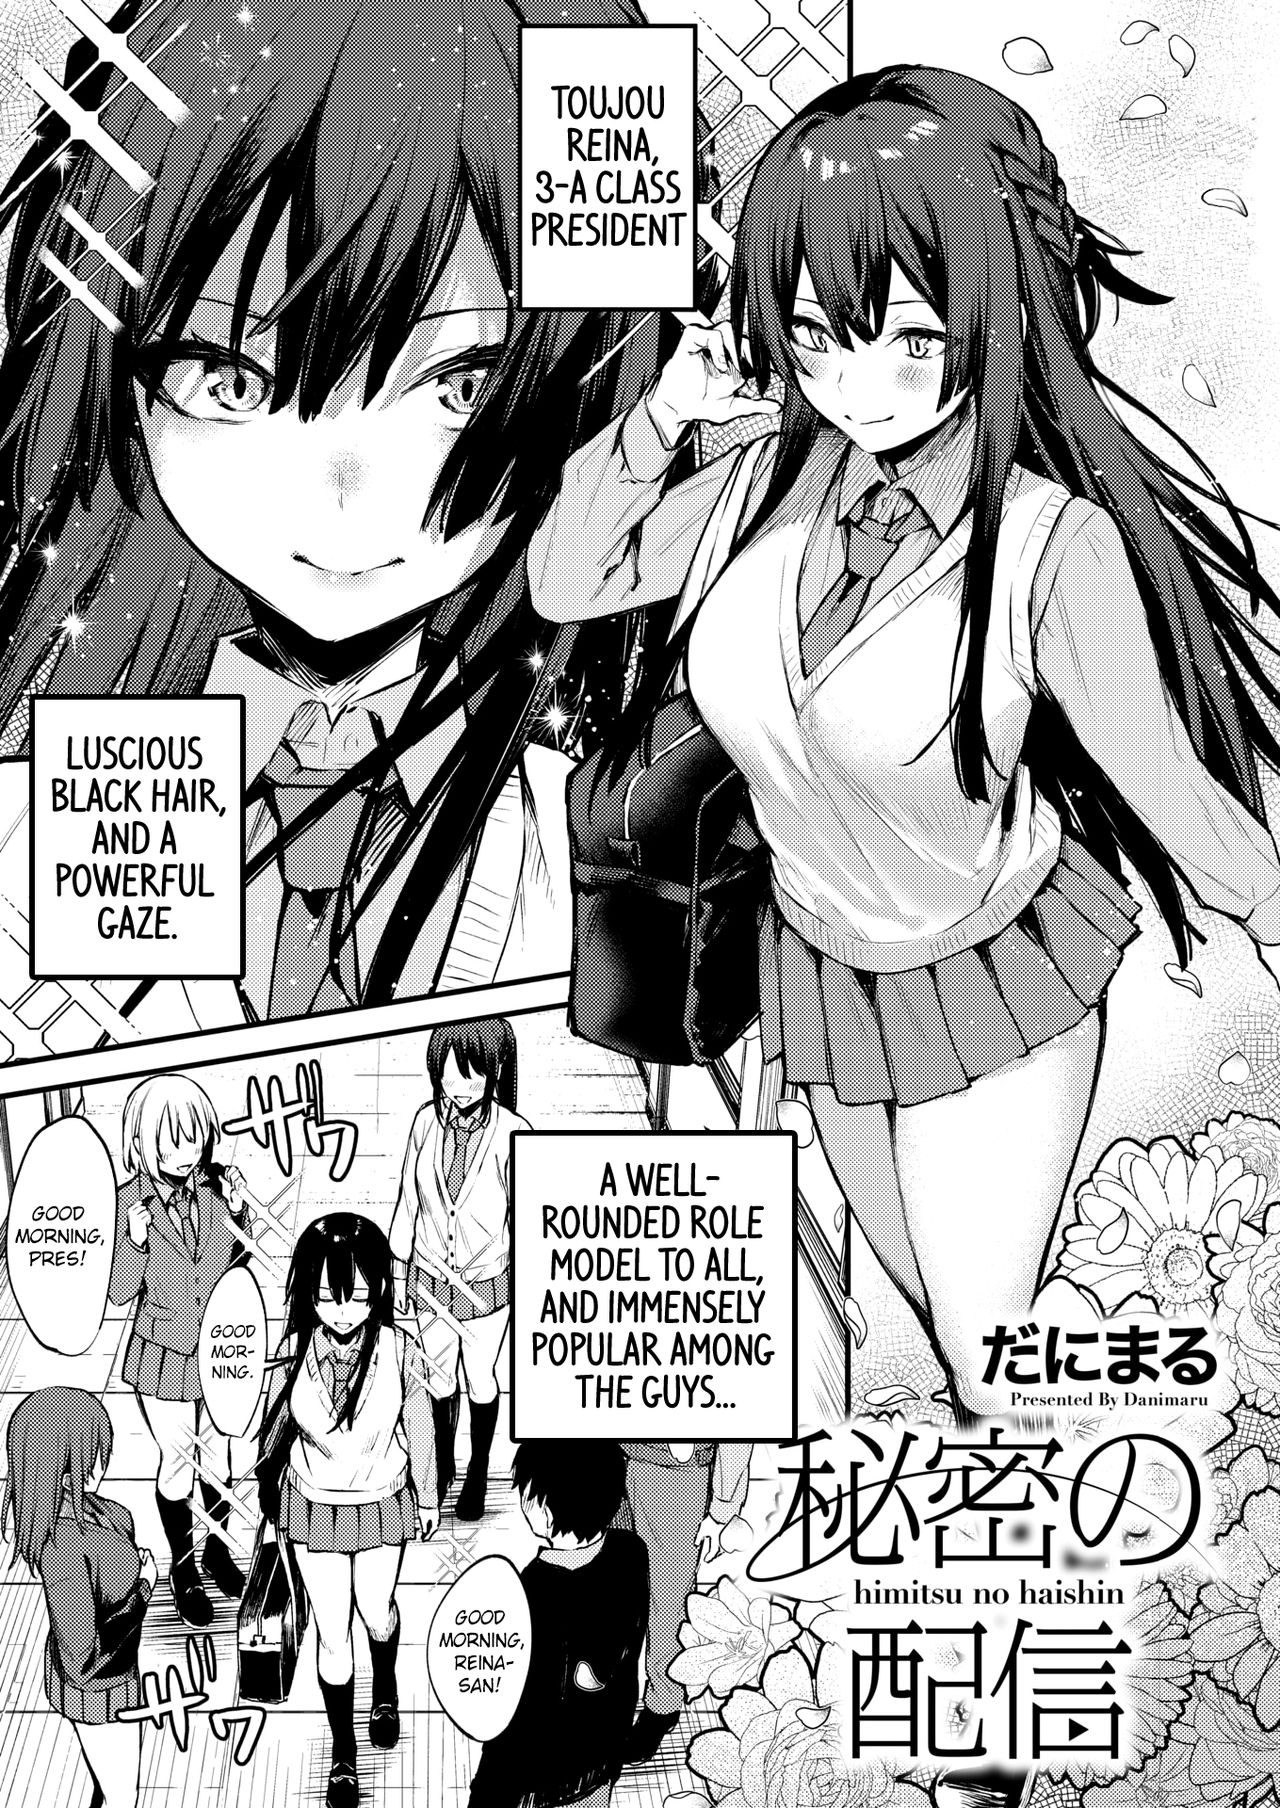 TOUJOU
REINA,
3-A CLASS
PRESIDENT
LUSCIOUS
BLACK HAIR,
AND A
POWERFUL
GAZE.
ザワ
GOOD
MORNING,
PRES!
GOOD
MOR-
NING.
A WELL-
ROUNDED ROLE
MODEL TO ALL,
AND IMMENSELY
POPULAR AMONG
THE GUYS...
GOOD
MORNING,
REINA-
SAN!
ザワ
だにまる
Presented By Danimaru
秘密の
himitsu no haishin
配信